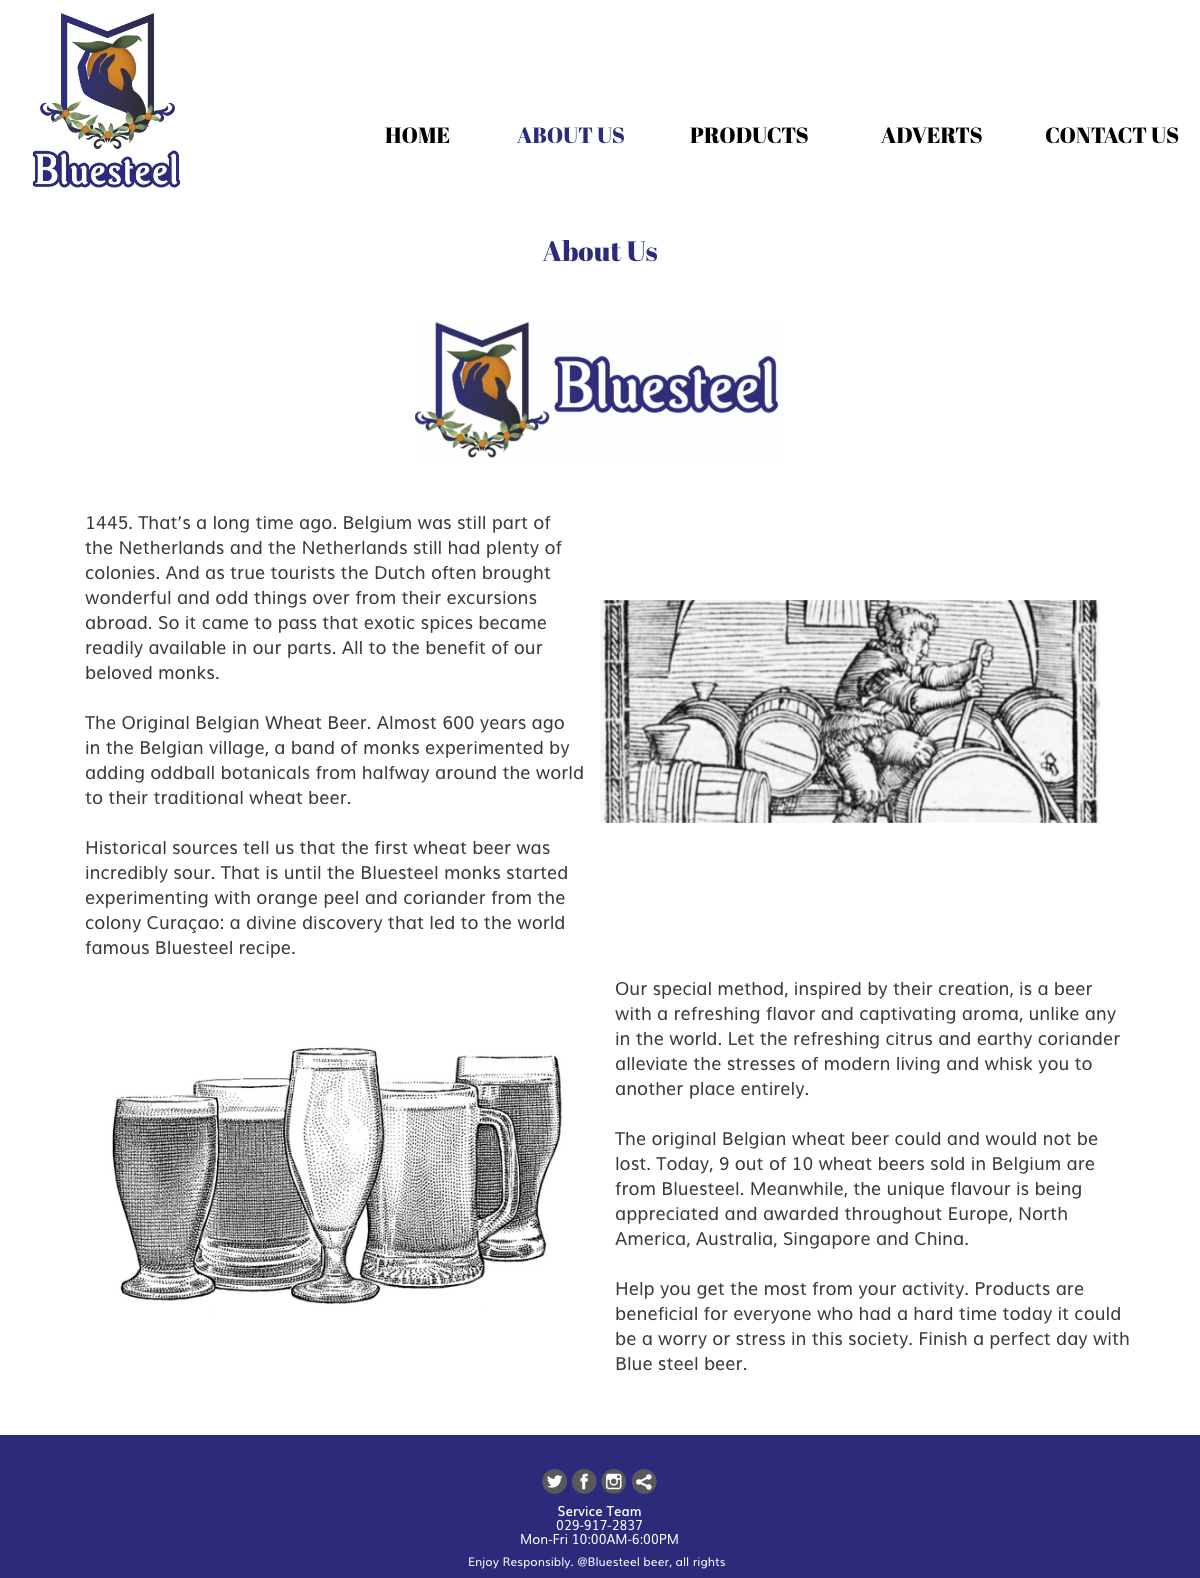 Bluesteel
HOME
ABOUT US
PRODUCTS
ADVERTS
CONTACT US
About Us
Bluesteel
1445. That’s a long time ago. Belgium was still part of
the Netherlands and the Netherlands still had plenty of
colonies. And as true tourists the Dutch often brought
wonderful and odd things over from their excursions
abroad. So it came to pass that exotic spices became
readily available in our parts. All to the benefit of our
beloved monks.
The Original Belgian Wheat Beer. Almost 600 years ago
in the Belgian village, a band of monks experimented by
adding oddball botanicals from halfway around the world
to their traditional wheat beer.
Historical sources tell us that the first wheat beer was
incredibly sour. That is until the Bluesteel monks started
experimenting with orange peel and coriander from the
colony Curaçao: a divine discovery that led to the world
famous Bluesteel recipe.
Our special method, inspired by their creation, is a beer
with a refreshing flavor and captivating aroma, unlike any
in the world. Let the refreshing citrus and earthy coriander
alleviate the stresses of modern living and whisk you to
another place entirely.
The original Belgian wheat beer could and would not be
lost. Today, 9 out of 10 wheat beers sold in Belgium are
from Bluesteel. Meanwhile, the unique flavour is being
appreciated and awarded throughout Europe, North
America, Australia, Singapore and China.
Help you get the most from your activity. Products are
beneficial for everyone who had a hard time today it could
be a worry or stress in this society. Finish a perfect day with
Blue steel beer.
Service Team
029-917-2837
Mon-Fri 10:00AM-6:00PM
Enjoy Responsibly. @Bluesteel beer, all rights